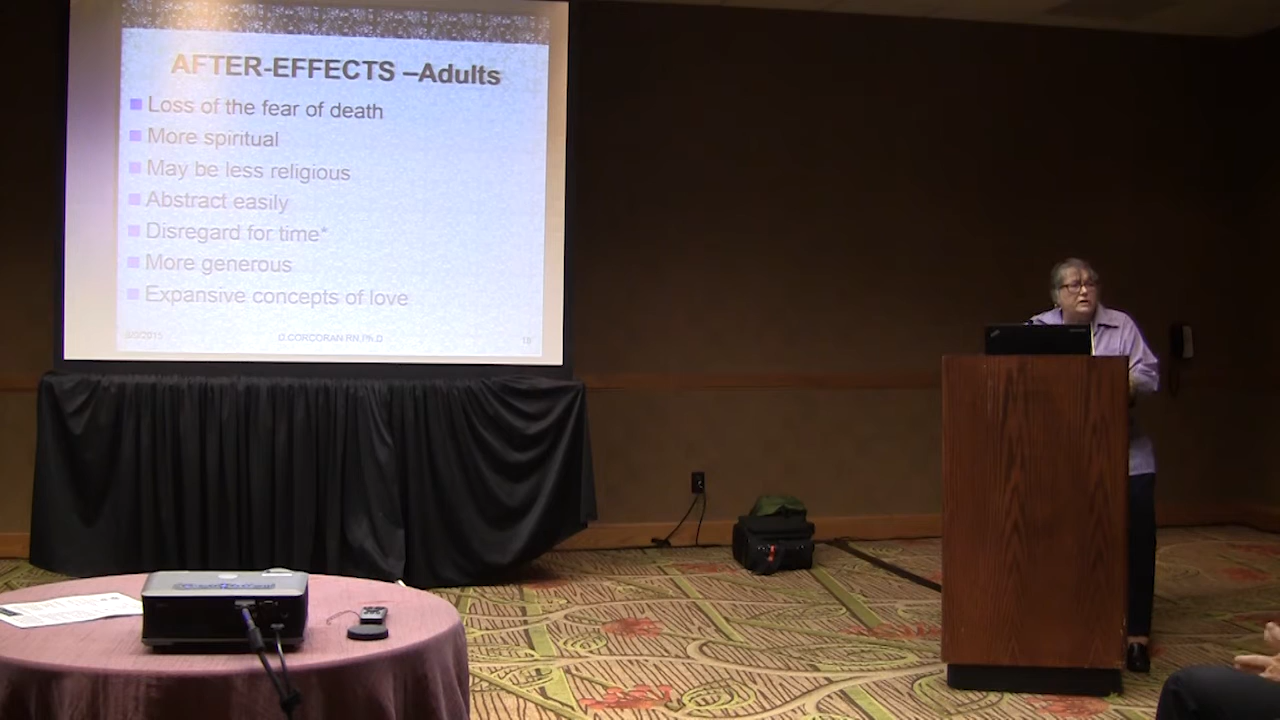 AFTER-EFFECTS –Adults
Loss of the fear of death
More spiritual
May be less religious
Abstract easily
Disregard for time*
More generous
Expansive concepts of love
D.CORCORAN RN,Ph.D